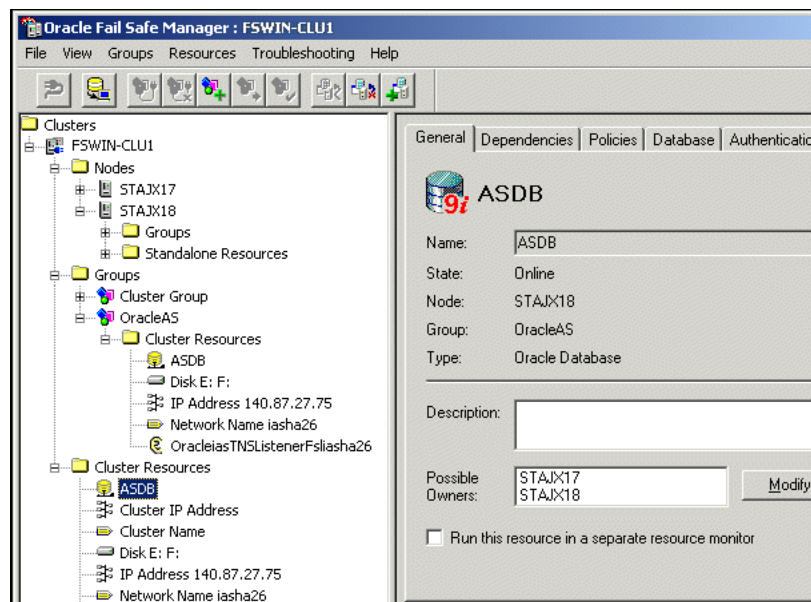 Oracle Fail Safe Manager : FSWIN-CLU1
File View Groups Resources Troubleshooting Help
Clusters
FSWIN-CLU1
Nodes
STAJX17
STAJX18
Groups
Standalone Resources
Groups
Cluster Group
OracleAS
Cluster Resources
ASDB
Disk E: F:
IP Address 140.87.27.75
Network Name iasha26
OracleiasTNSListenerFsliasha26
Cluster Resources
ASDB
Cluster IP Address
Cluster Name
Disk E: F:
IP Address 140.87.27.75
Network Name iasha26
General Dependencies Policies Database Authenticatio
9i ASDB
Name: ASDB
State: Online
Node: STAJX18
Group: OracleAS
Type: Oracle Database
Description:
Possible Owners: STAJX17
STAJX18
Modify
Run this resource in a separate resource monitor